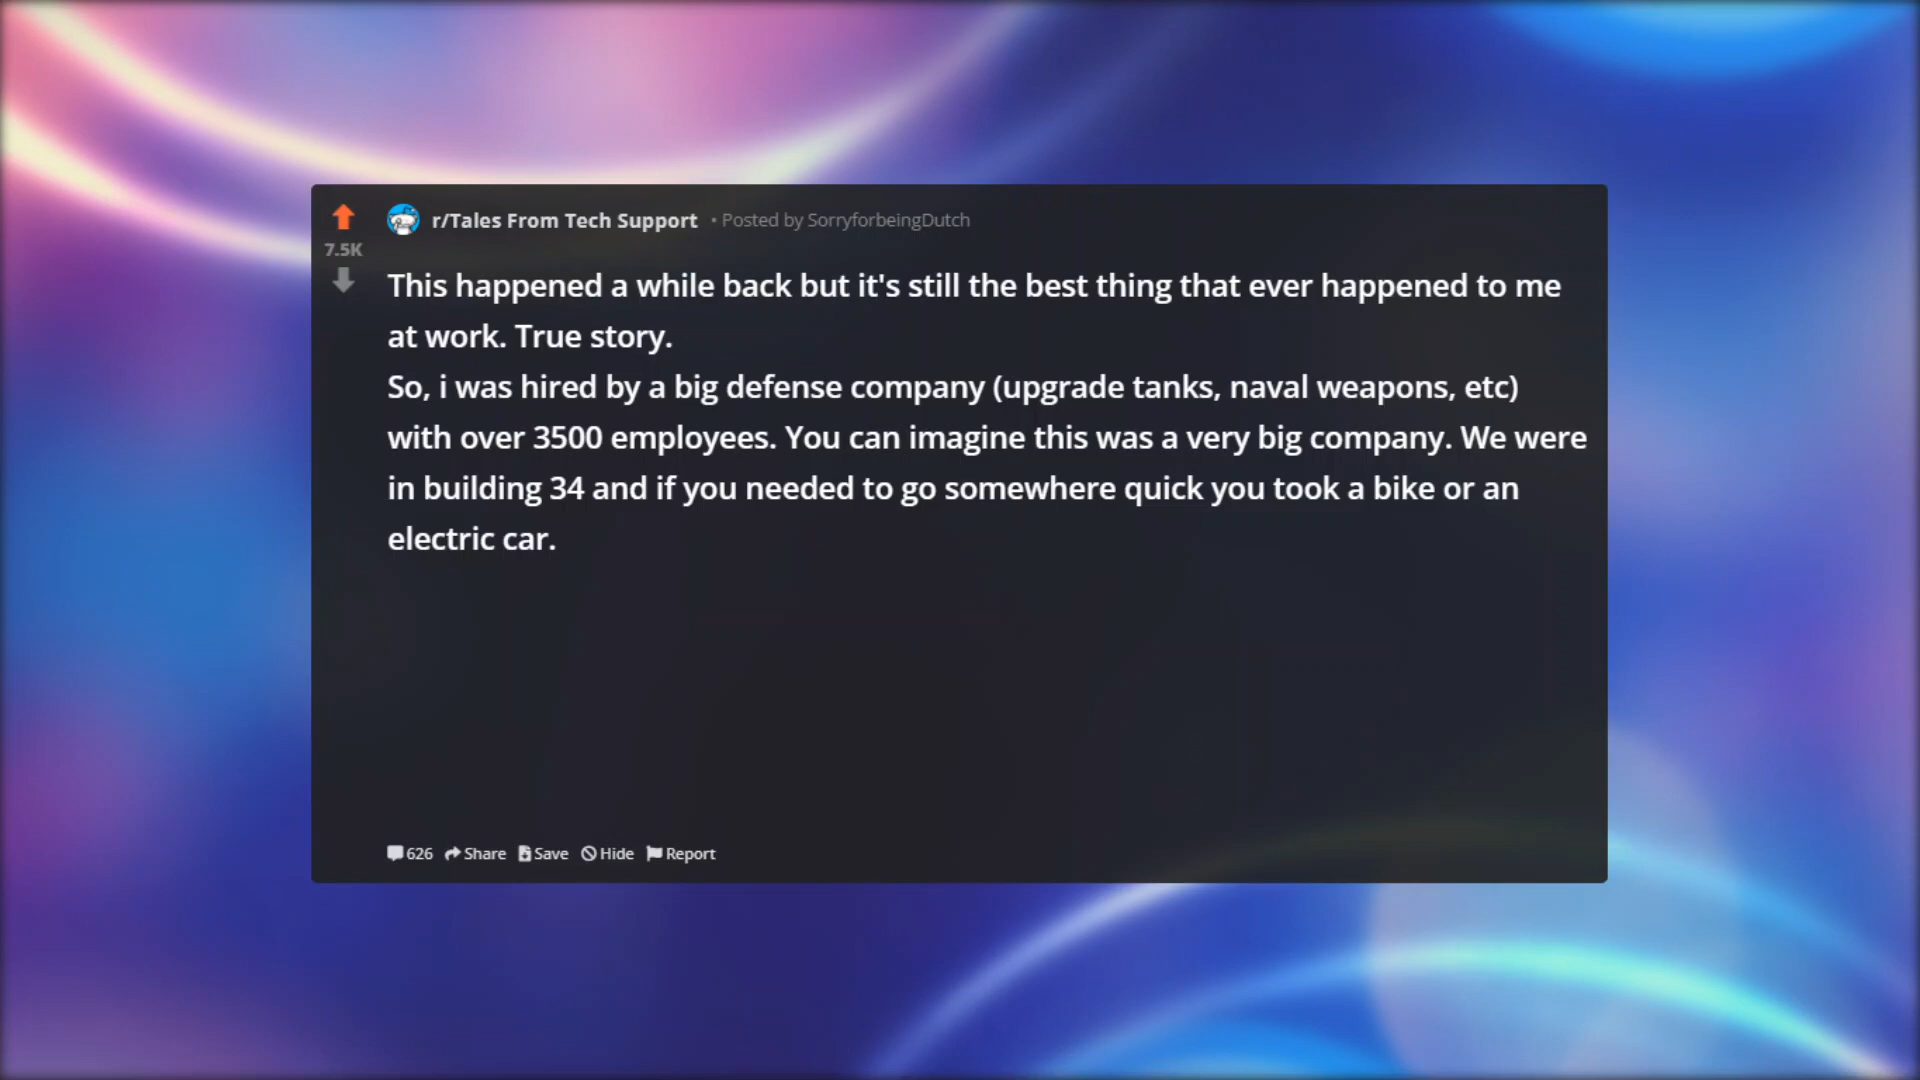 r/Tales From Tech Support • Posted by SorryforbeingDutch
7.5K
This happened a while back but it's still the best thing that ever happened to me
at work. True story.
So, i was hired by a big defense company (upgrade tanks, naval weapons, etc)
with over 3500 employees. You can imagine this was a very big company. We were
in building 34 and if you needed to go somewhere quick you took a bike or an
electric car.
626 Share Save Hide Report